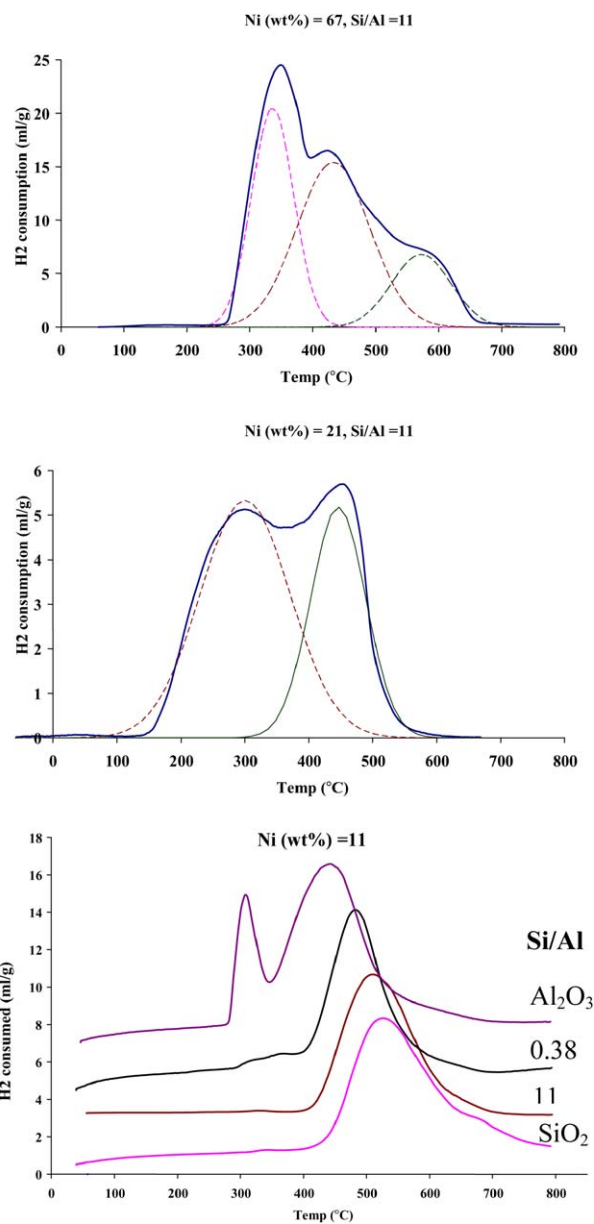 Ni (wt%) = 67, Si/Al =11
H2 consumption (ml/g)
25
20
15
10
5
0
0 100 200 300 400 500 600 700 800
Temp (°C)
Ni (wt%) = 21, Si/Al =11
H2 consumption (ml/g)
6
5
4
3
2
1
0
0 100 200 300 400 500 600 700 800
Temp (°C)
Ni (wt%) =11
H2 consumed (ml/g)
18
16
14
12
10
8
6
4
2
0
Si/Al
Al₂O₃
0.38
11
SiO₂
0 100 200 300 400 500 600 700 800
Temp (°C)